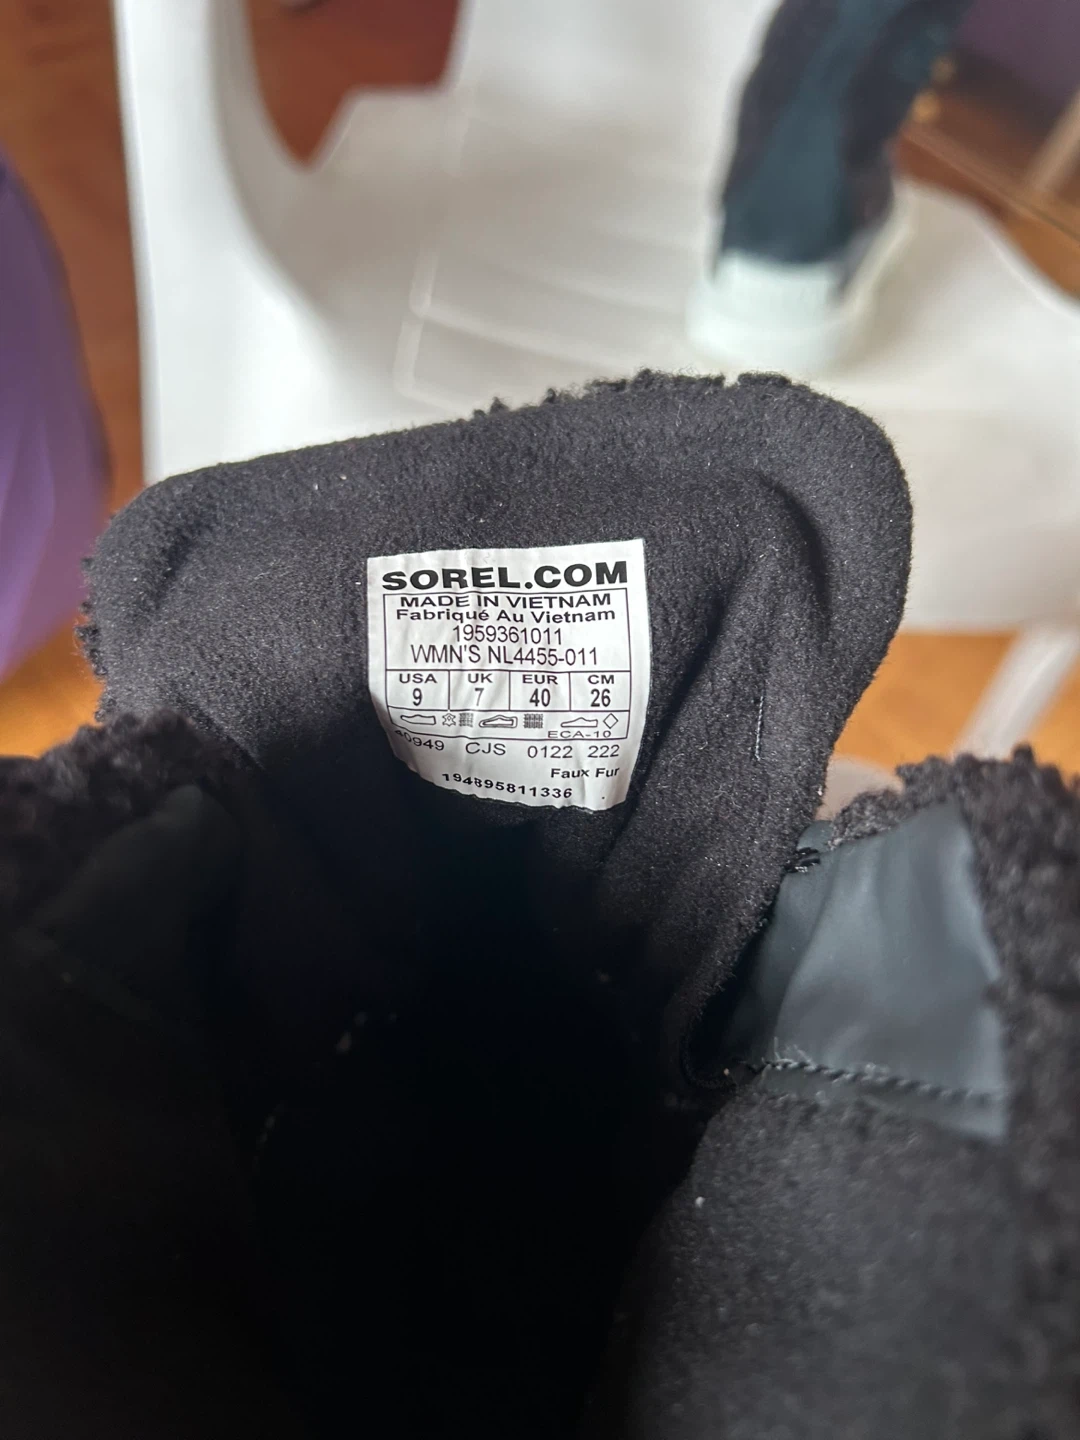 SOREL.COM
MADE IN VIETNAM
Fabriqué Au Vietnam
1959361011
WMN'S NL4455-011
USA UK EUR CM
9 7 40 26
ECA-10
40949 CJS 0122 222
Faux Fur
194895811336